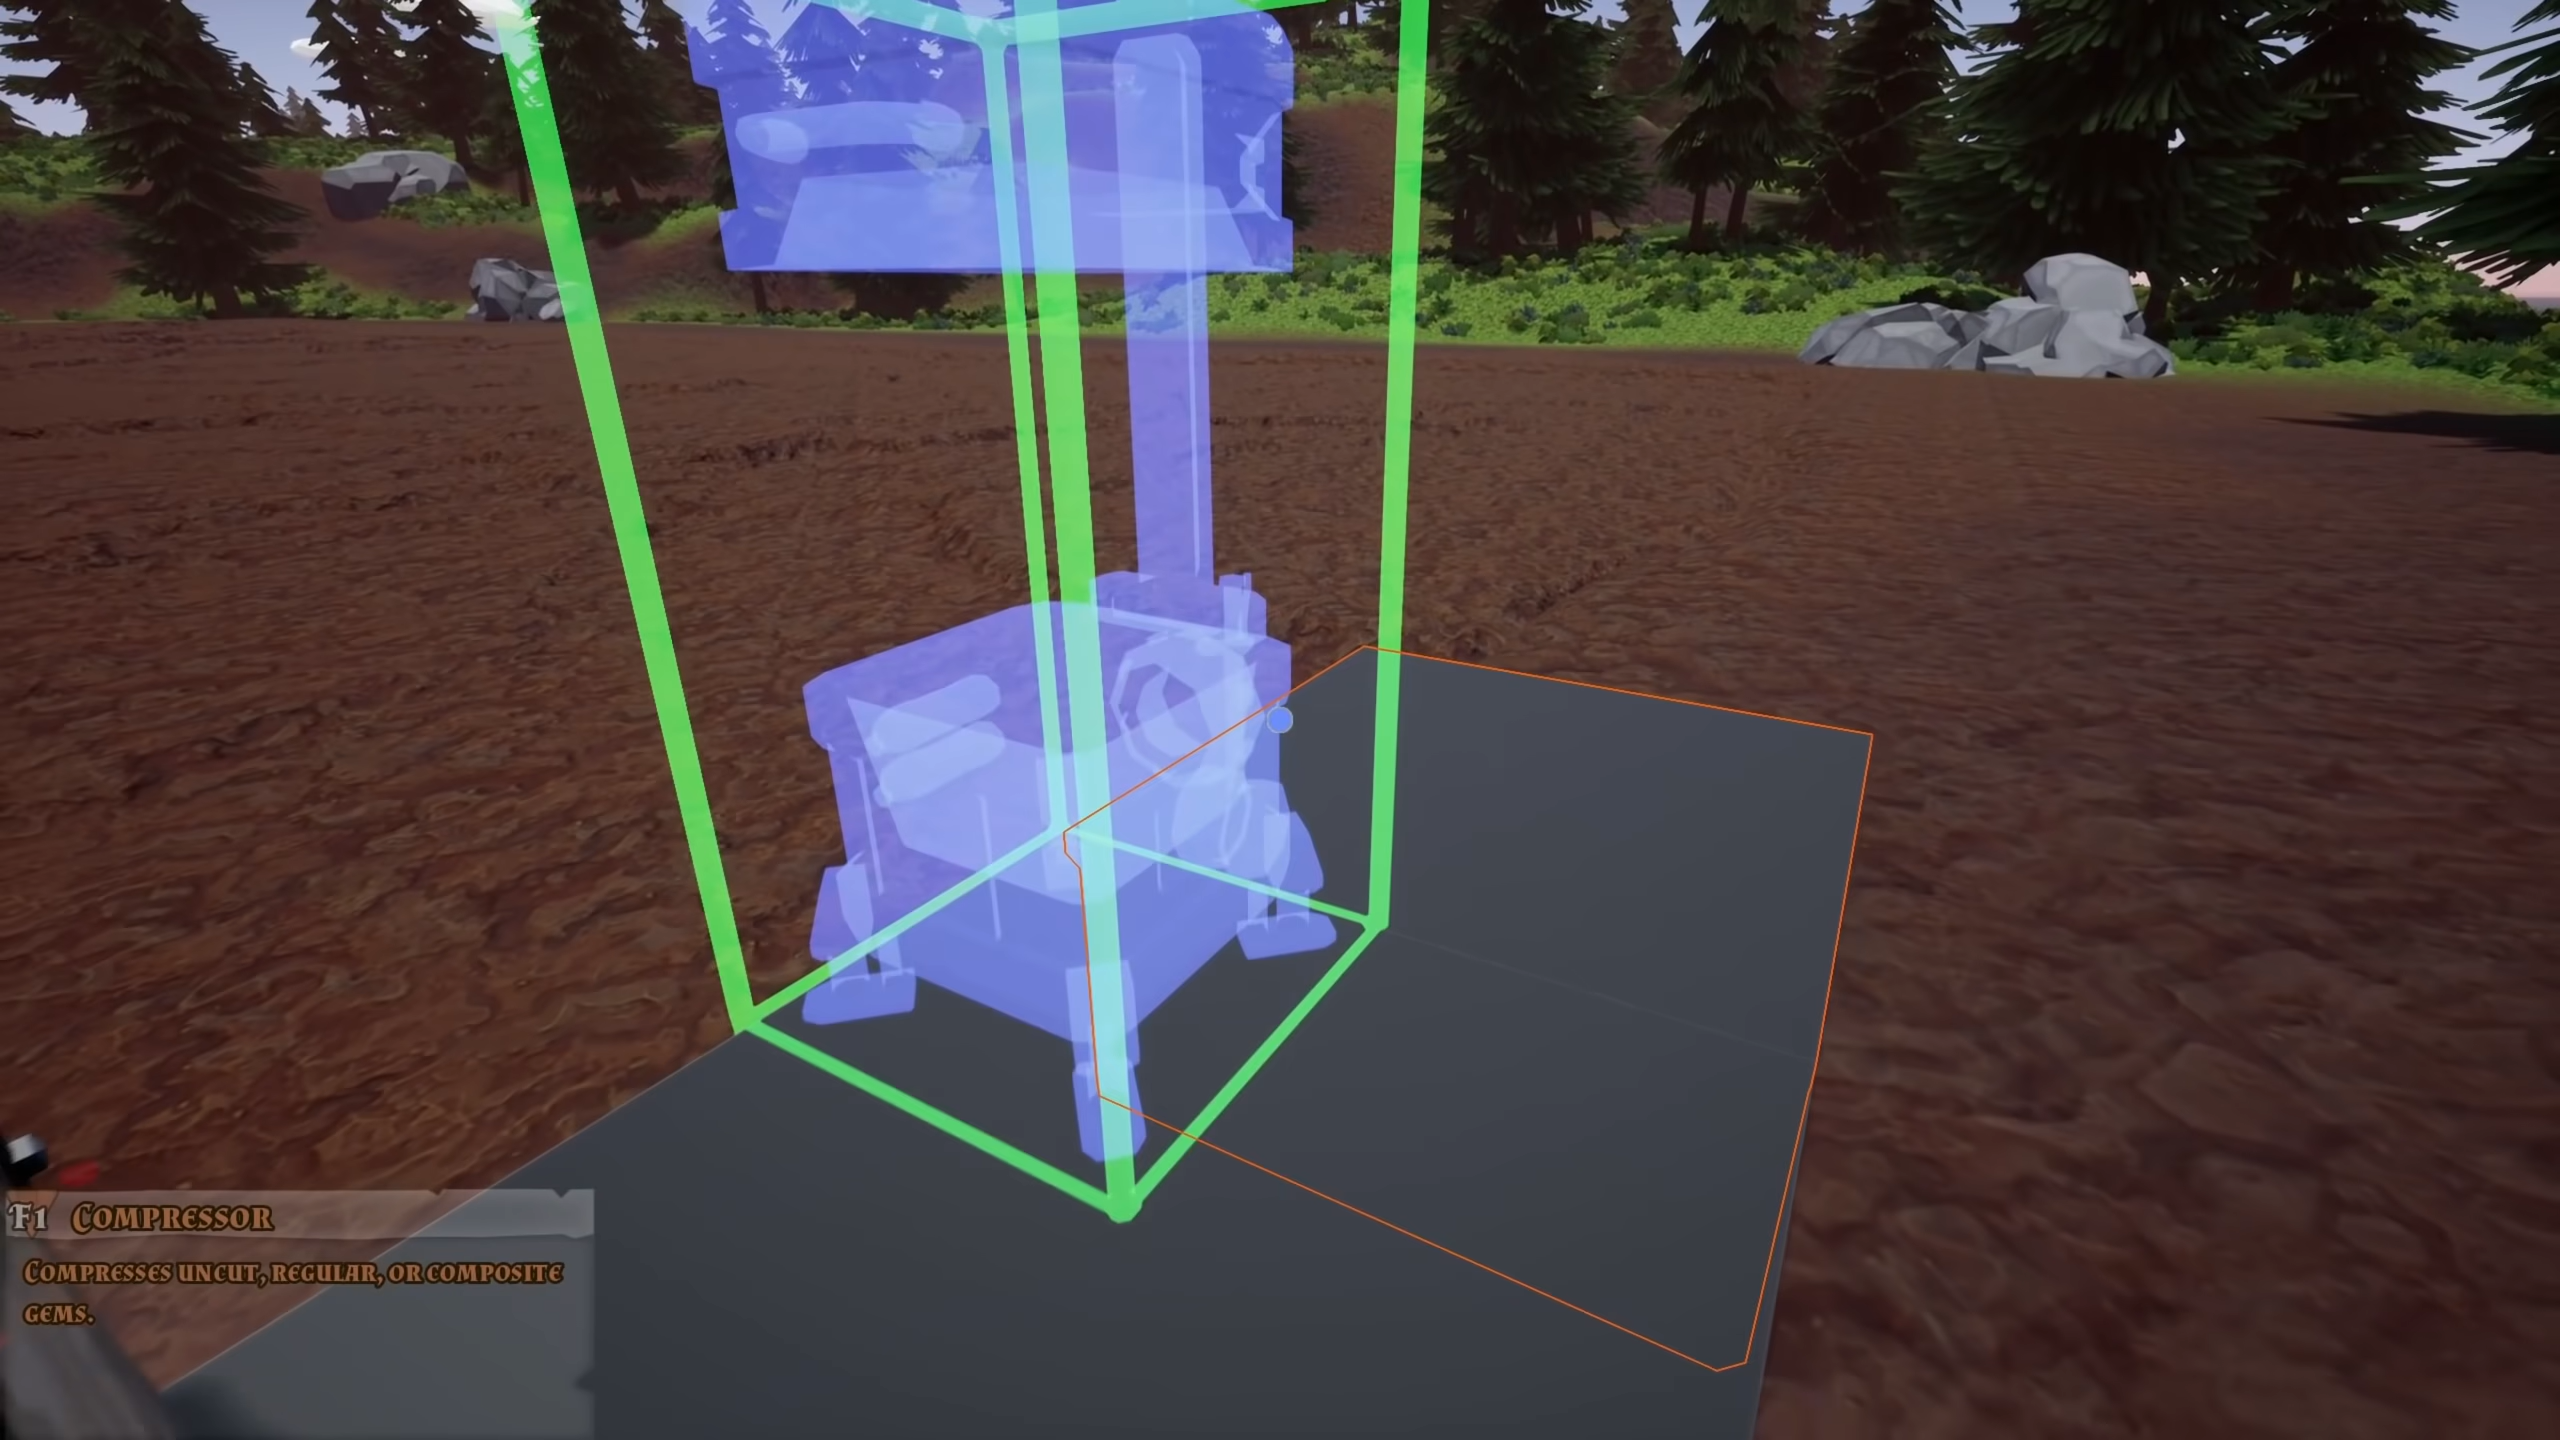 F1 Compressor
Compresses uncut, regular, or composite
gems.